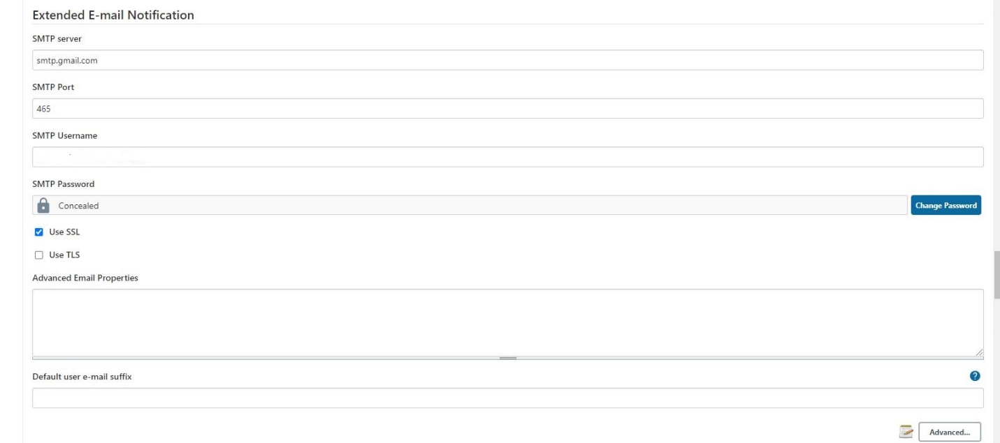 Extended E-mail Notification
SMTP server
smtp.gmail.com
SMTP Port
465
SMTP Username
SMTP Password
Concealed
Change Password
Use SSL
Use TLS
Advanced Email Properties
Default user e-mail suffix
?
Advanced...